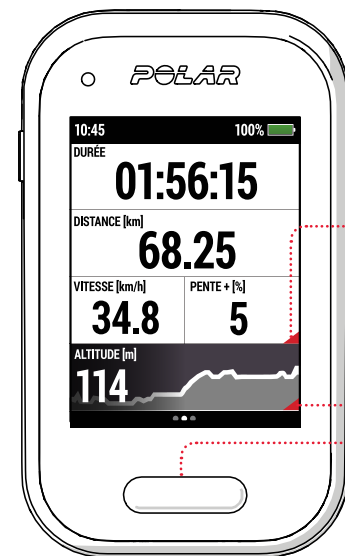 POLAR
10:45 100%
DURÉE
01:56:15
DISTANCE [km]
68.25
VITESSE [km/h] PENTE + [%]
34.8 5
ALTITUDE [m]
114